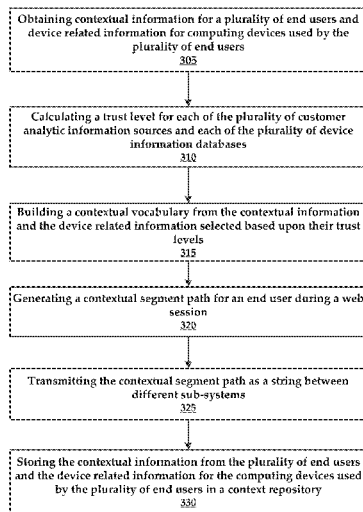 Obtaining contextual information for a plurality of end users and
device related information for computing devices used by the
plurality of end users
305
Calculating a trust level for each of the plurality of customer
analytic information sources and each of the plurality of device
information databases
310
Building a contextual vocabulary from the contextual information
and the device related information selected based upon their trust
levels
315
Generating a contextual segment path for an end user during a web
session
320
Transmitting the contextual segment path as a string between
different sub-systems
325
Storing the contextual information from the plurality of end users
and the device related information for the computing devices used
by the plurality of end users in a context repository
330